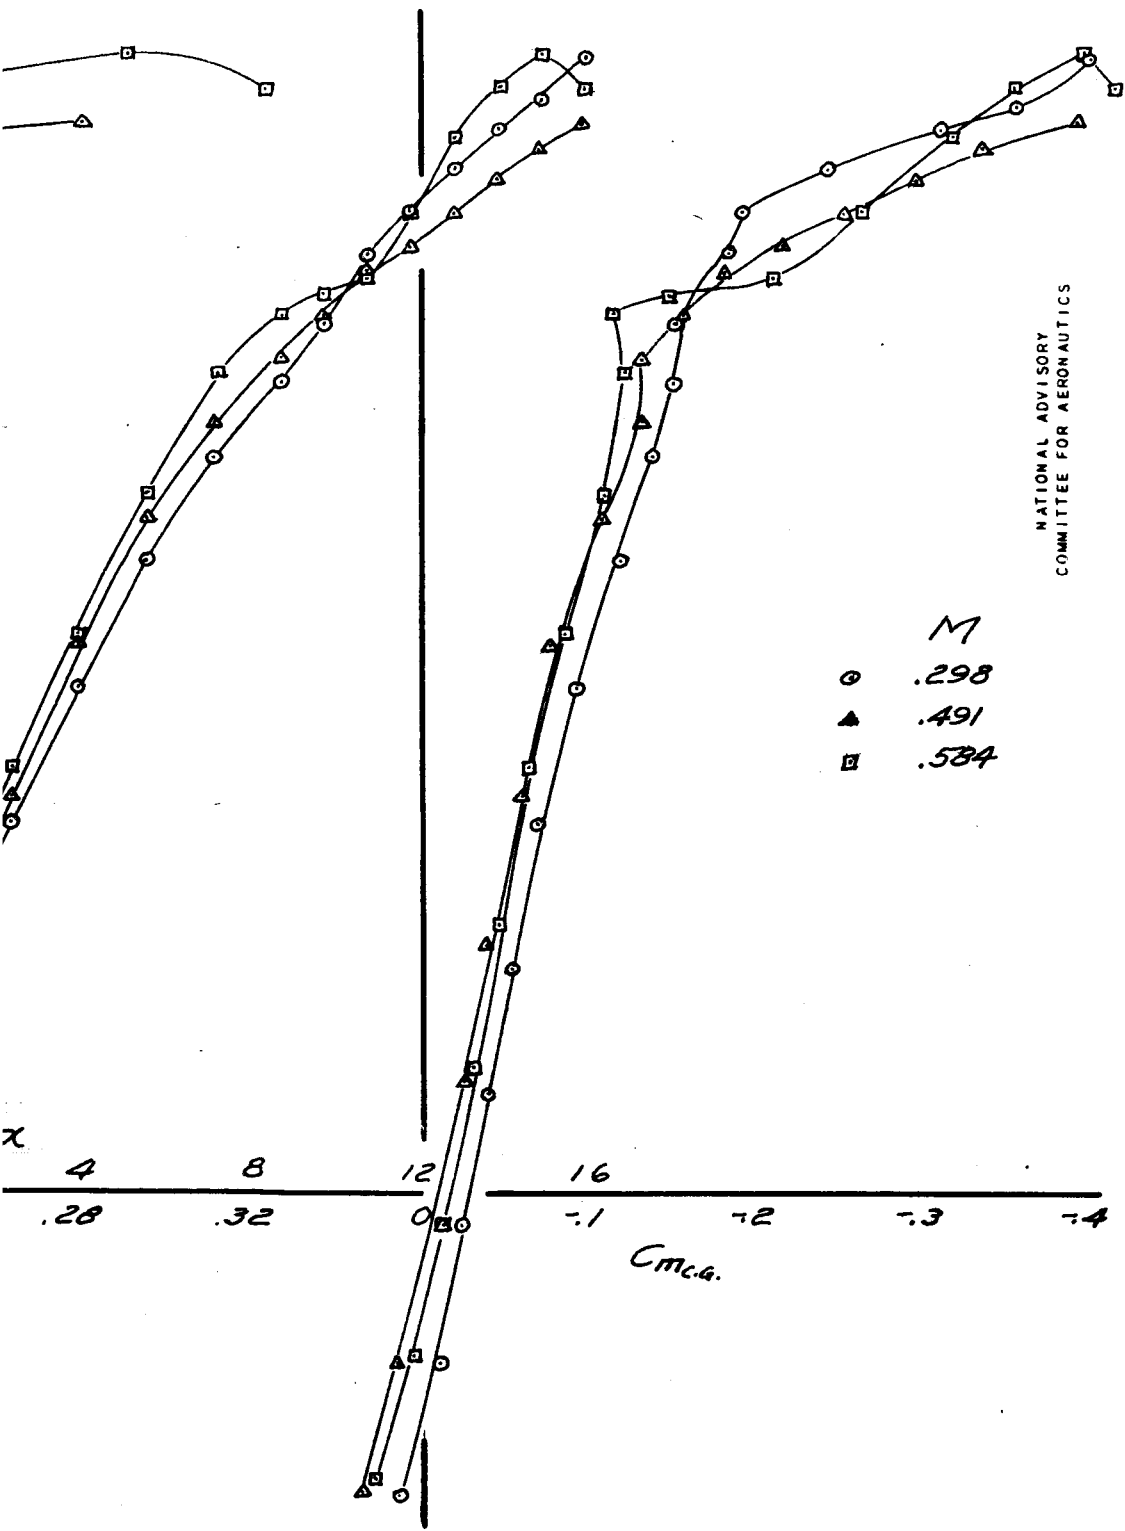 NATIONAL ADVISORY
COMMITTEE FOR AERONAUTICS
M
.298
.491
.584
x
4 8 12 16
.28 .32 0 -.1 -.2 -.3 -.4
Cm C.G.